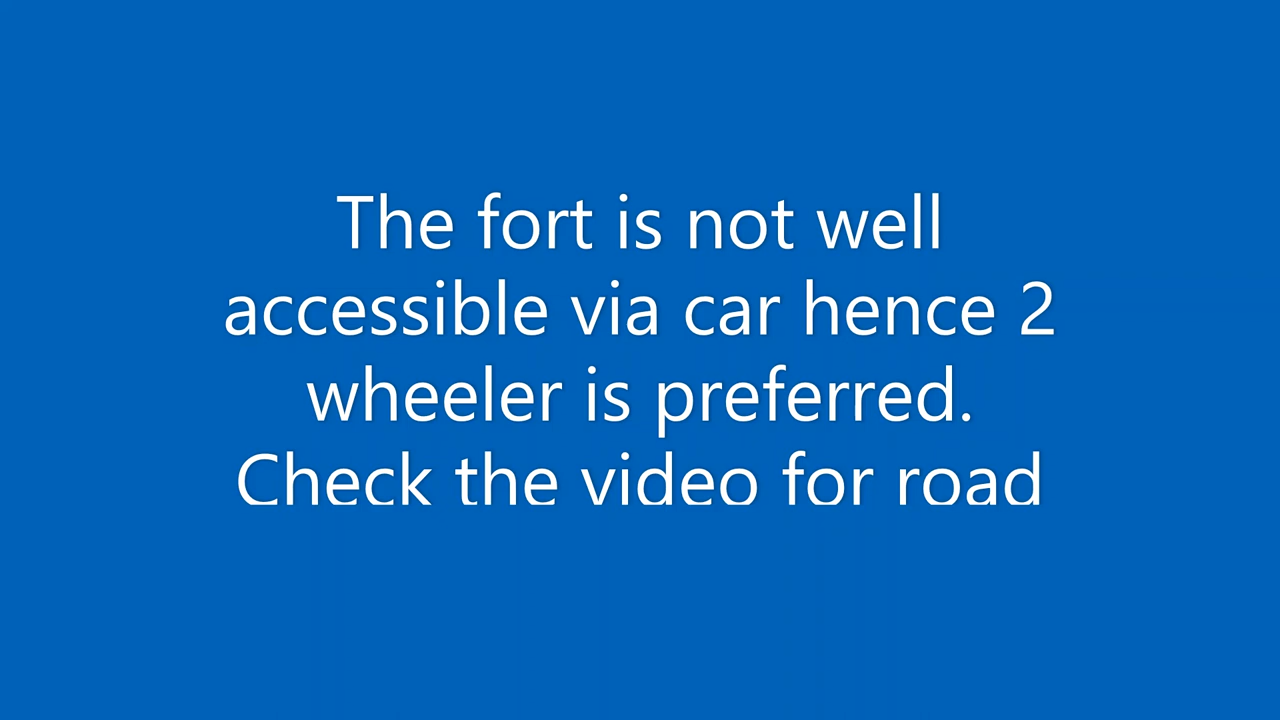 The fort is not well
accessible via car hence 2
wheeler is preferred.
Check the video for road